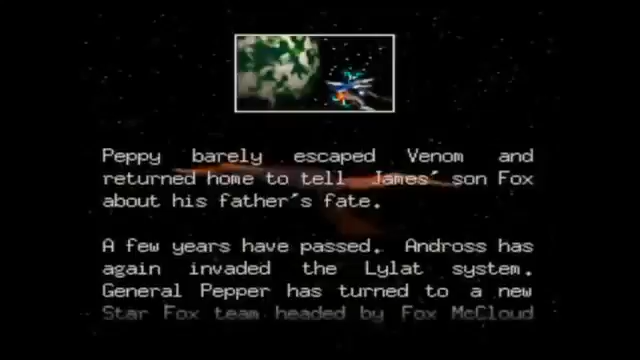 Peppy barely escaped Venom and
returned home to tell James' son Fox
about his father's fate.
A few years have passed. Andross has
again invaded the Lylat system.
General Pepper has turned to a new
Star Fox team headed by Fox McCloud